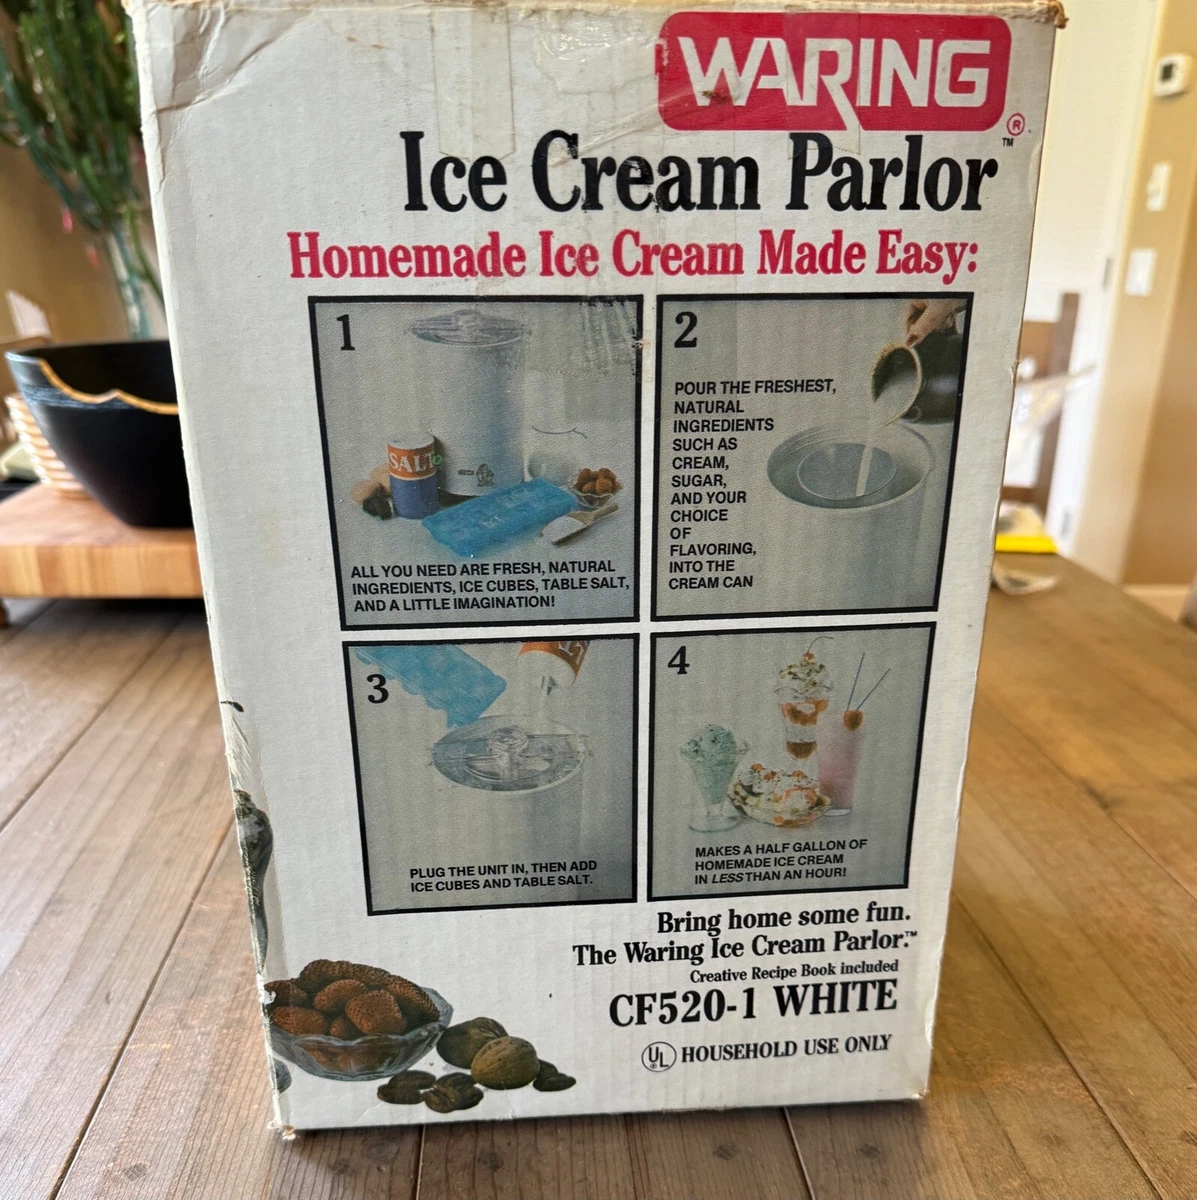 WARING
®
™
Ice Cream Parlor
Homemade Ice Cream Made Easy:
1
SALT
ALL YOU NEED ARE FRESH, NATURAL
INGREDIENTS, ICE CUBES, TABLE SALT,
AND A LITTLE IMAGINATION!
2
POUR THE FRESHEST,
NATURAL
INGREDIENTS
SUCH AS
CREAM,
SUGAR,
AND YOUR
CHOICE
OF
FLAVORING,
INTO THE
CREAM CAN
3
PLUG THE UNIT IN, THEN ADD
ICE CUBES AND TABLE SALT.
4
MAKES A HALF GALLON OF
HOMEMADE ICE CREAM
IN LESS THAN AN HOUR!
Bring home some fun.
The Waring Ice Cream Parlor.™
Creative Recipe Book included
CF520-1 WHITE
UL HOUSEHOLD USE ONLY